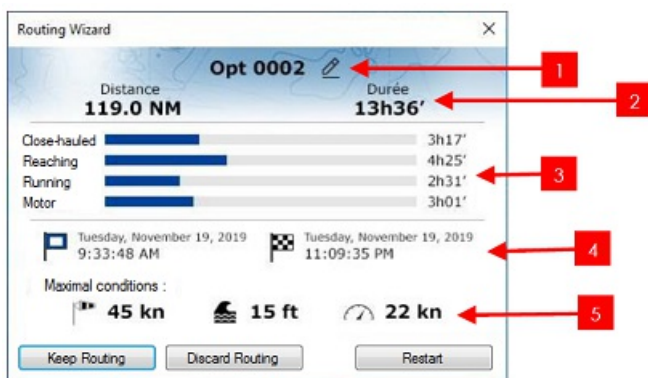 Routing Wizard
Opt 0002
1
Distance
Durée
119.0 NM
13h36’
2
Close-hauled 3h17’
Reaching 4h25’
Running 2h31’
Motor 3h01’
3
Tuesday, November 19, 2019
9:33:48 AM
Tuesday, November 19, 2019
11:09:35 PM
4
Maximal conditions :
45 kn 15 ft 22 kn
5
Keep Routing Discard Routing Restart